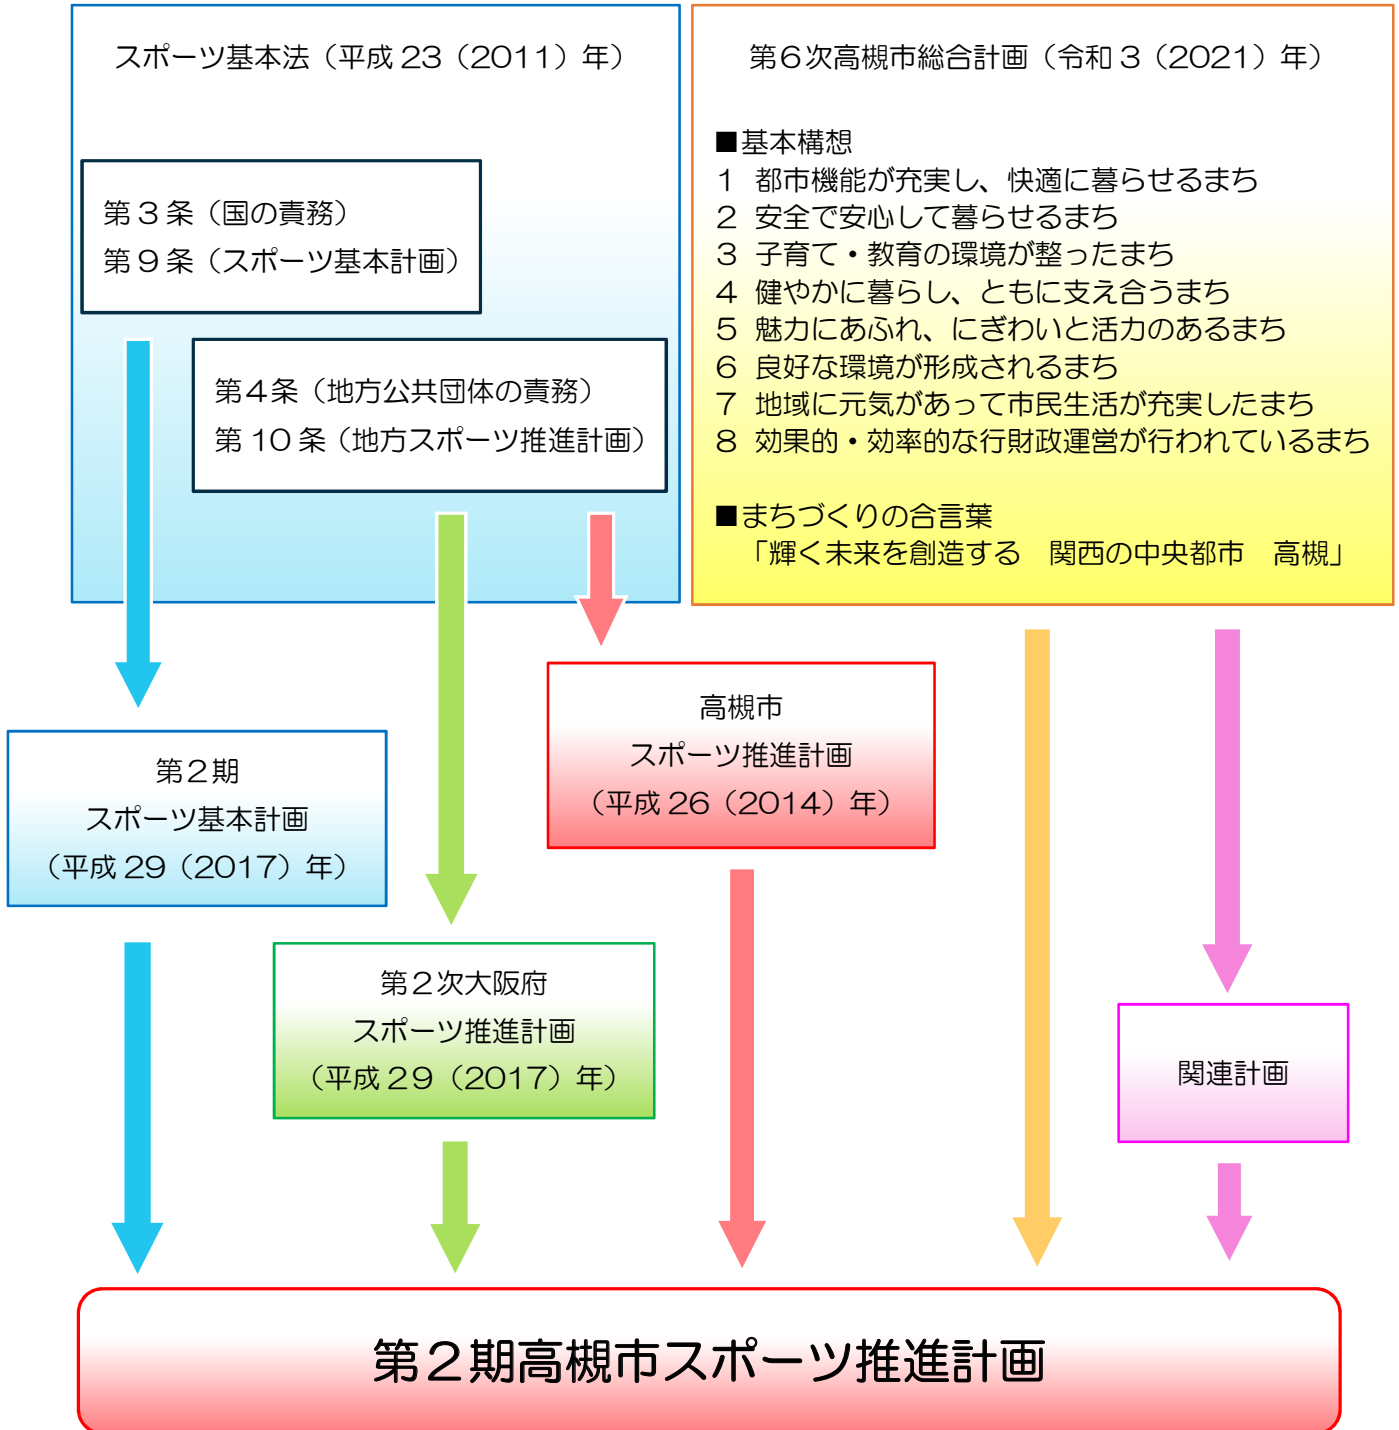 スポーツ基本法（平成23（2011）年）
第３条（国の責務）
第９条（スポーツ基本計画）
第４条（地方公共団体の責務）
第10条（地方スポーツ推進計画）
第６次高槻市総合計画（令和3（2021）年）
■基本構想
1 都市機能が充実し、快適に暮らせるまち
2 安全で安心して暮らせるまち
3 子育て・教育の環境が整ったまち
4 健やかに暮らし、ともに支え合うまち
5 魅力にあふれ、にぎわいと活力のあるまち
6 良好な環境が形成されるまち
7 地域に元気があって市民生活が充実したまち
8 効果的・効率的な行財政運営が行われているまち
■まちづくりの合言葉
「輝く未来を創造する　関西の中央都市　高槻」
高槻市
スポーツ推進計画
（平成26（2014）年）
第２期
スポーツ基本計画
（平成29（2017）年）
第２次大阪府
スポーツ推進計画
（平成２９（2017）年）
関連計画
第２期高槻市スポーツ推進計画